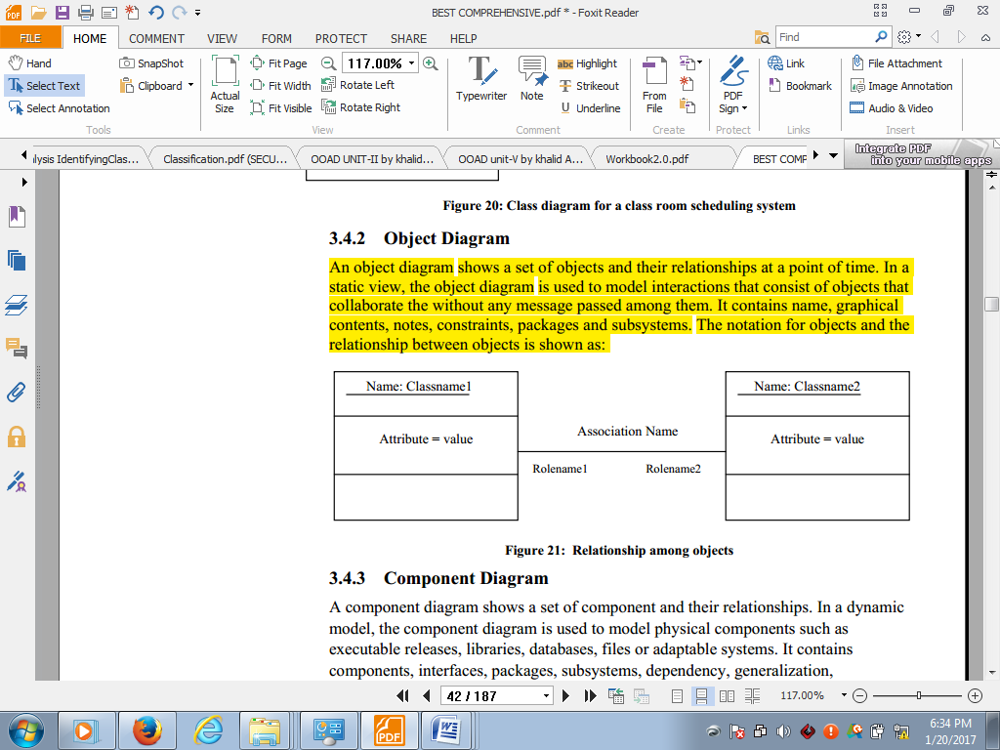 BEST COMPREHENSIVE.pdf * - Foxit Reader
FILE HOME COMMENT VIEW FORM PROTECT SHARE HELP Find
Hand SnapShot Fit Page 117.00% Highlight From File Link File Attachment
Select Text Clipboard Actual Size Fit Width Rotate Left Typewriter Note Strikeout PDF Sign Bookmark Image Annotation
Select Annotation Fit Visible Rotate Right Underline Audio & Video
Tools View Comment Create Protect Links Insert
lysis IdentifyingClas... Classification.pdf (SECU... OOAD UNIT-II by khalid... OOAD unit-V by khalid A... Workbook2.0.pdf BEST COMP
Integrate PDF
into your mobile apps
Figure 20: Class diagram for a class room scheduling system
3.4.2 Object Diagram
An object diagram shows a set of objects and their relationships at a point of time. In a
static view, the object diagram is used to model interactions that consist of objects that
collaborate the without any message passed among them. It contains name, graphical
contents, notes, constraints, packages and subsystems. The notation for objects and the
relationship between objects is shown as:
Name: Classname1 Name: Classname2
Association Name
Attribute = value Attribute = value
Rolename1 Rolename2
Figure 21: Relationship among objects
3.4.3 Component Diagram
A component diagram shows a set of component and their relationships. In a dynamic
model, the component diagram is used to model physical components such as
executable releases, libraries, databases, files or adaptable systems. It contains
components, interfaces, packages, subsystems, dependency, generalization,
42 / 187 117.00%
6:34 PM
1/20/2017